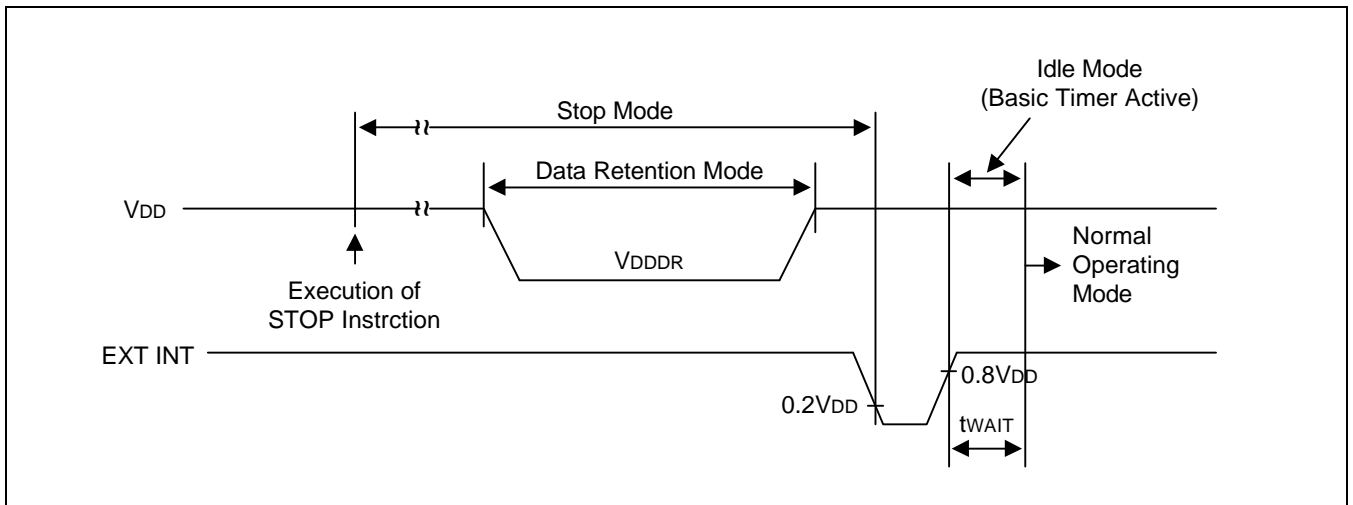 Idle Mode
(Basic Timer Active)
Stop Mode
Data Retention Mode
VDD
VDDDR
Normal
Operating
Mode
Execution of
STOP Instrction
EXT INT
0.8VDD
0.2VDD
tWAIT